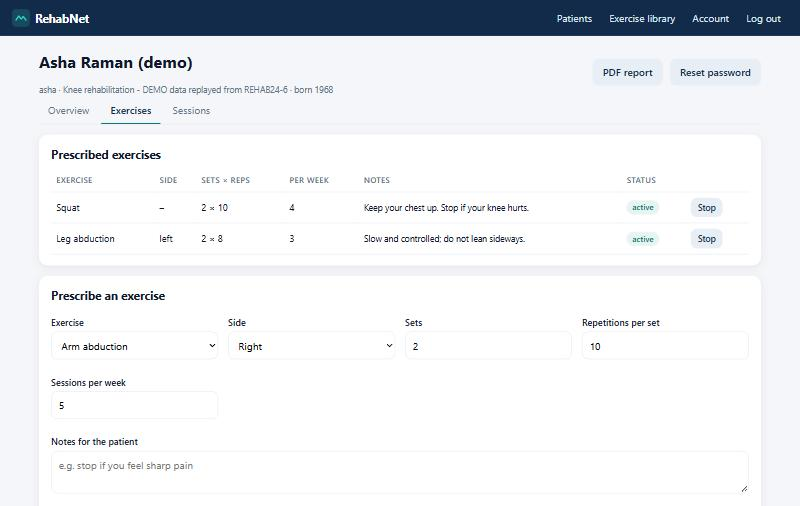 RehabNet Patients Exercise library Account Log out
Asha Raman (demo)
PDF report Reset password
asha · Knee rehabilitation - DEMO data replayed from REHAB24-6 · born 1968
Overview Exercises Sessions
Prescribed exercises
EXERCISE SIDE SETS × REPS PER WEEK NOTES STATUS
Squat – 2 × 10 4 Keep your chest up. Stop if your knee hurts. active Stop
Leg abduction left 2 × 8 3 Slow and controlled; do not lean sideways. active Stop
Prescribe an exercise
Exercise Side Sets Repetitions per set
Arm abduction Right 2 10
Sessions per week
5
Notes for the patient
e.g. stop if you feel sharp pain